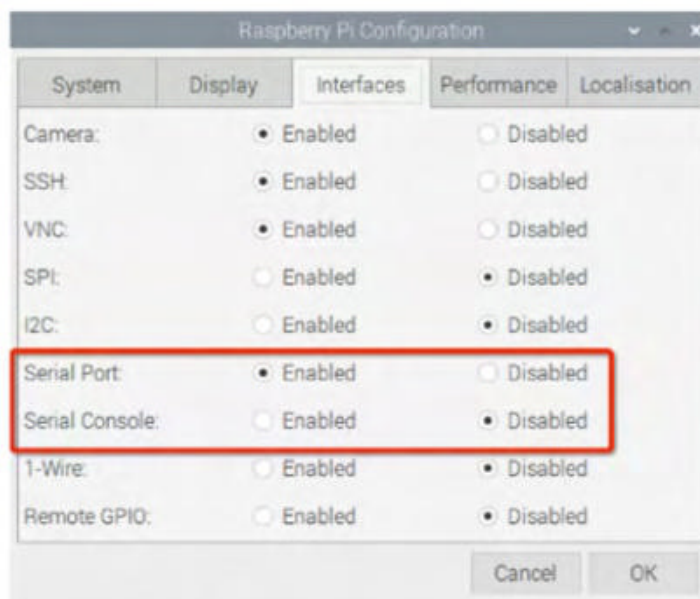 Raspberry Pi Configuration
System Display Interfaces Performance Localisation
Camera: Enabled Disabled
SSH: Enabled Disabled
VNC: Enabled Disabled
SPI: Enabled Disabled
I2C: Enabled Disabled
Serial Port: Enabled Disabled
Serial Console: Enabled Disabled
1-Wire: Enabled Disabled
Remote GPIO: Enabled Disabled
Cancel OK